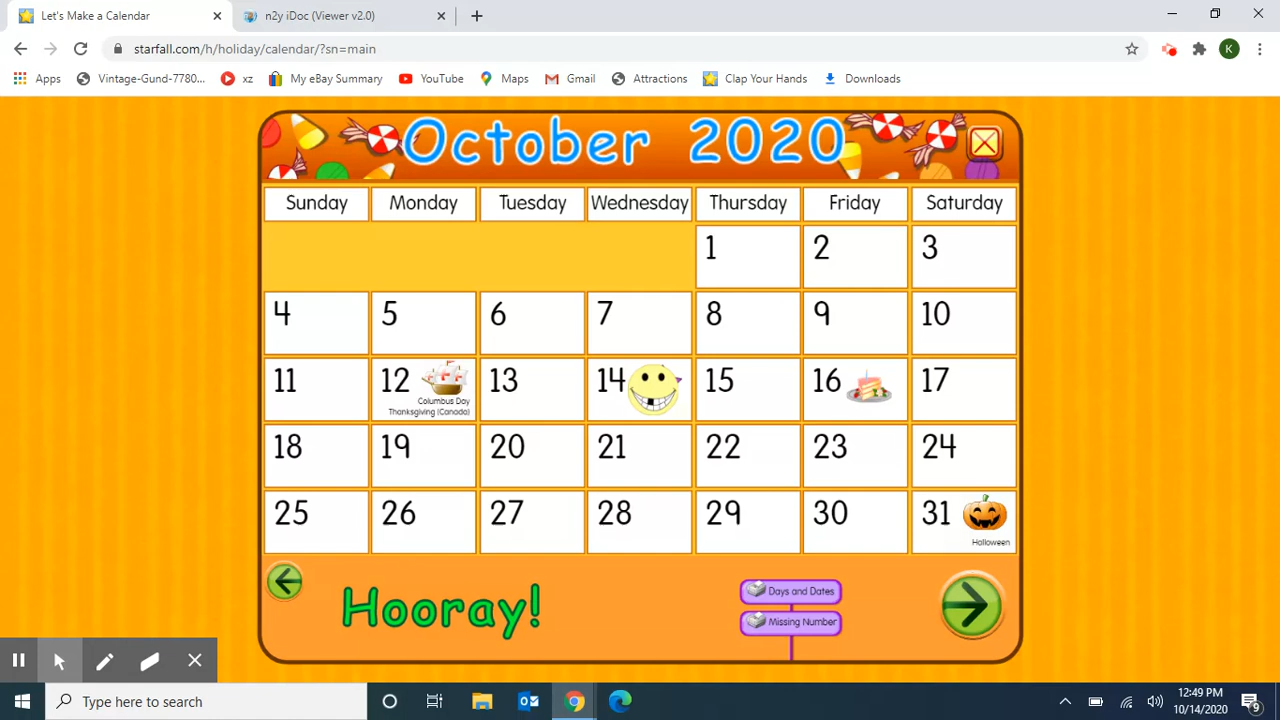 Let's Make a Calendar
n2y iDoc (Viewer v2.0)
starfall.com/h/holiday/calendar/?sn=main
K
Apps Vintage-Gund-7780... xz My eBay Summary YouTube Maps Gmail Attractions Clap Your Hands Downloads
October 2020
Sunday Monday Tuesday Wednesday Thursday Friday Saturday
1 2 3
4 5 6 7 8 9 10
11 12 13 14 15 16 17
Columbus Day
Thanksgiving (Canada)
18 19 20 21 22 23 24
25 26 27 28 29 30 31
Halloween
Hooray!
Days and Dates
Missing Number
Type here to search
12:49 PM
10/14/2020
9